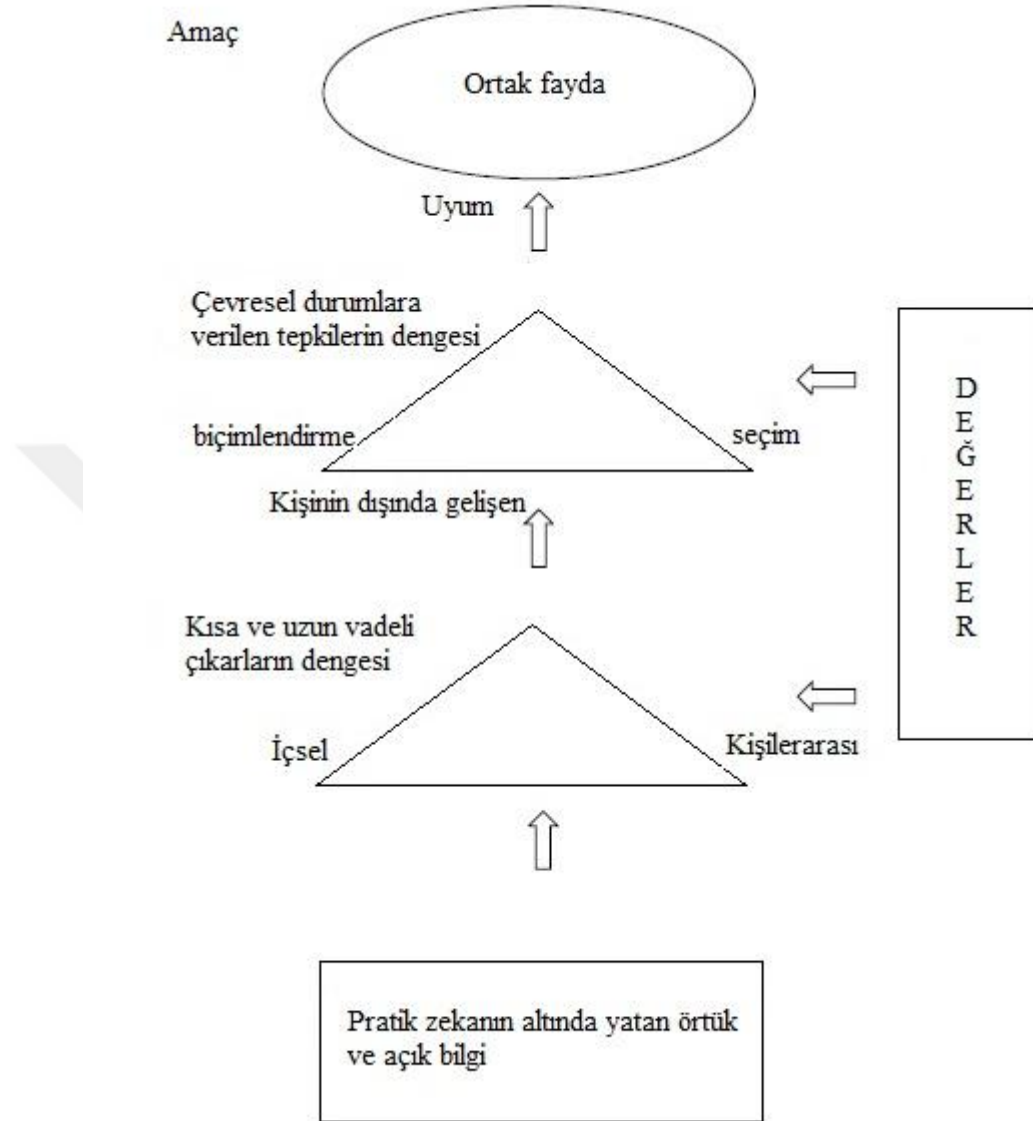 Amaç
Ortak fayda
Uyum
Çevresel durumlara
verilen tepkilerin dengesi
biçimlendirme
seçim
Kişinin dışında gelişen
Kısa ve uzun vadeli
çıkarların dengesi
İçsel
Kişilerarası
DEĞERLER
Pratik zekanın altında yatan örtük
ve açık bilgi